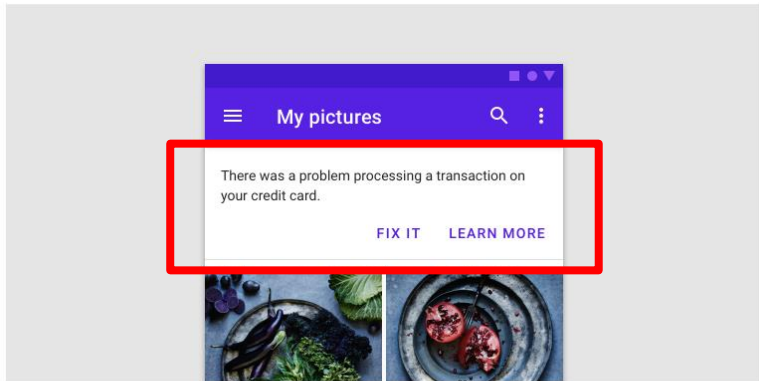 My pictures
There was a problem processing a transaction on
your credit card.
FIX IT LEARN MORE